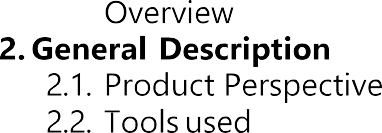 Overview
2. General Description
2.1. Product Perspective
2.2. Tools used